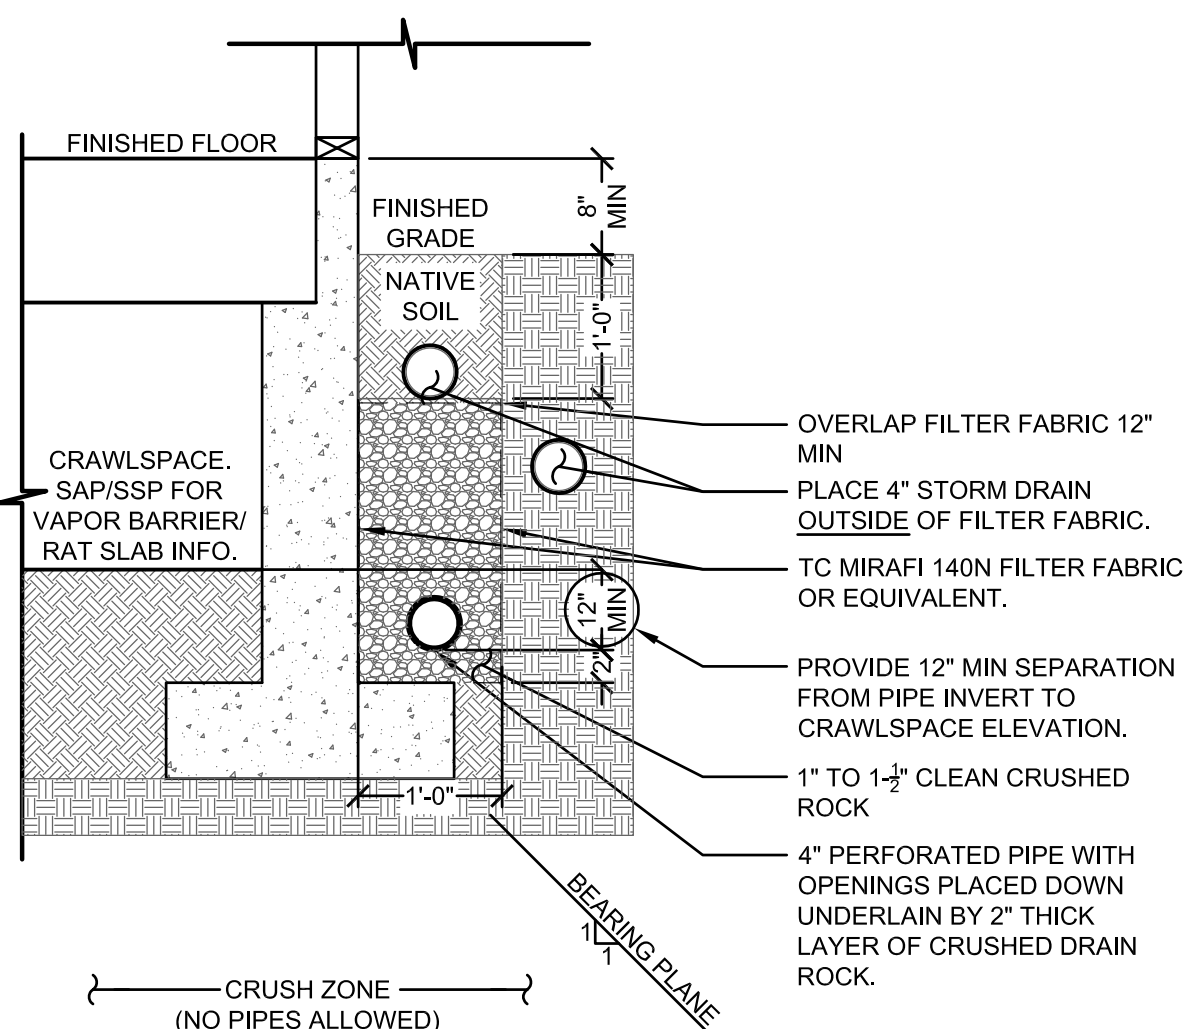 FINISHED FLOOR
8"
MIN
FINISHED
GRADE
NATIVE
SOIL
1'-0"
OVERLAP FILTER FABRIC 12"
MIN
PLACE 4" STORM DRAIN
OUTSIDE OF FILTER FABRIC.
CRAWLSPACE.
SAP/SSP FOR
VAPOR BARRIER/
RAT SLAB INFO.
TC MIRAFI 140N FILTER FABRIC
OR EQUIVALENT.
12"
MIN
2"
PROVIDE 12" MIN SEPARATION
FROM PIPE INVERT TO
CRAWLSPACE ELEVATION.
1" TO 1-1/2" CLEAN CRUSHED
ROCK
1'-0"
4" PERFORATED PIPE WITH
OPENINGS PLACED DOWN
UNDERLAIN BY 2" THICK
LAYER OF CRUSHED DRAIN
ROCK.
BEARING PLANE
1
1
CRUSH ZONE
(NO PIPES ALLOWED)